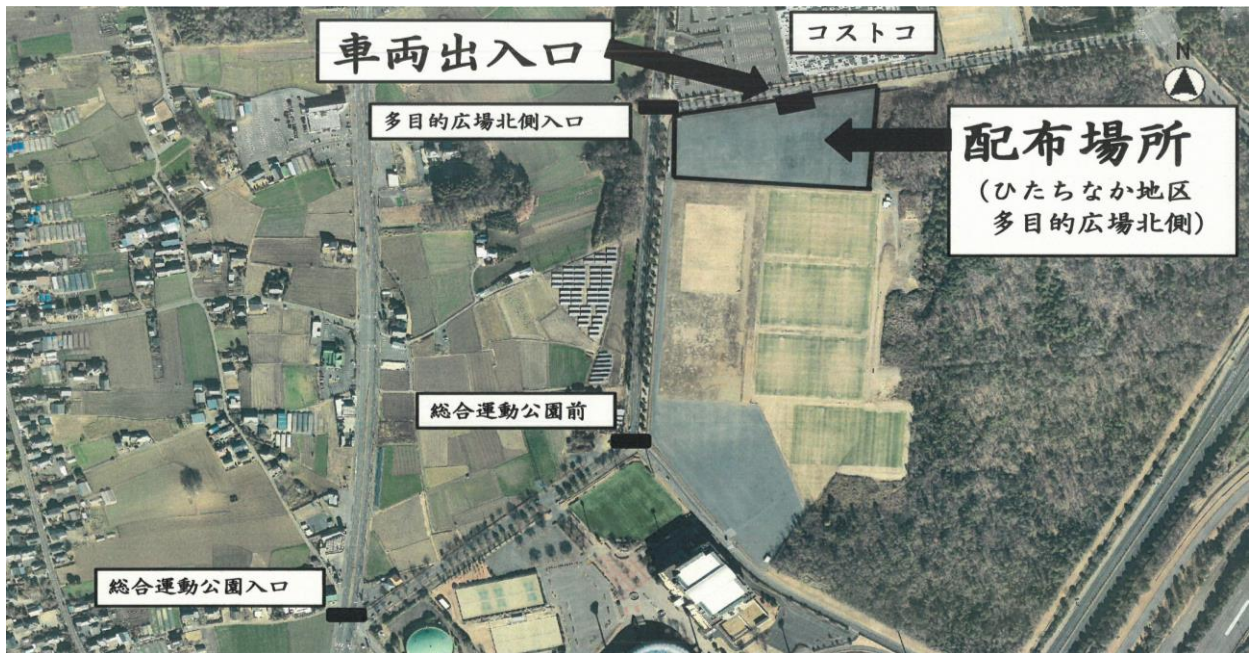 コストコ
車両出入口
N
多目的広場北側入口
配布場所
(ひたちなか地区
多目的広場北側)
総合運動公園前
総合運動公園入口